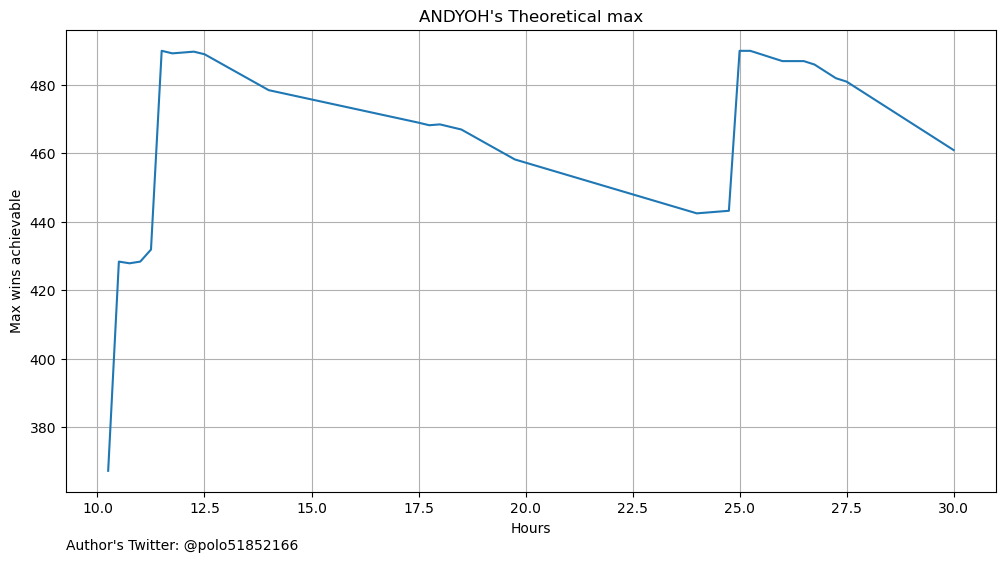 ANDYOH's Theoretical max
480
460
440
420
400
380
Max wins achievable
10.0 12.5 15.0 17.5 20.0 22.5 25.0 27.5 30.0
Hours
Author's Twitter: @polo51852166